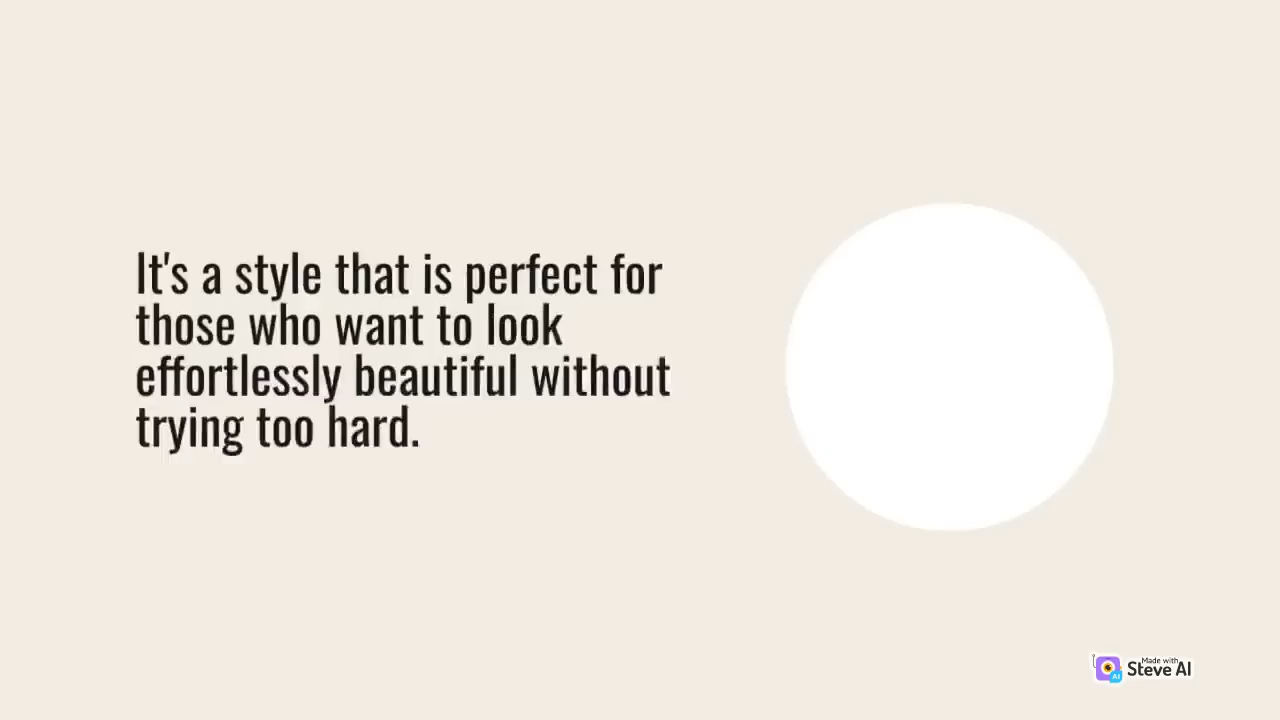 It's a style that is perfect for
those who want to look
effortlessly beautiful without
trying too hard.
Made with
Steve AI
AI